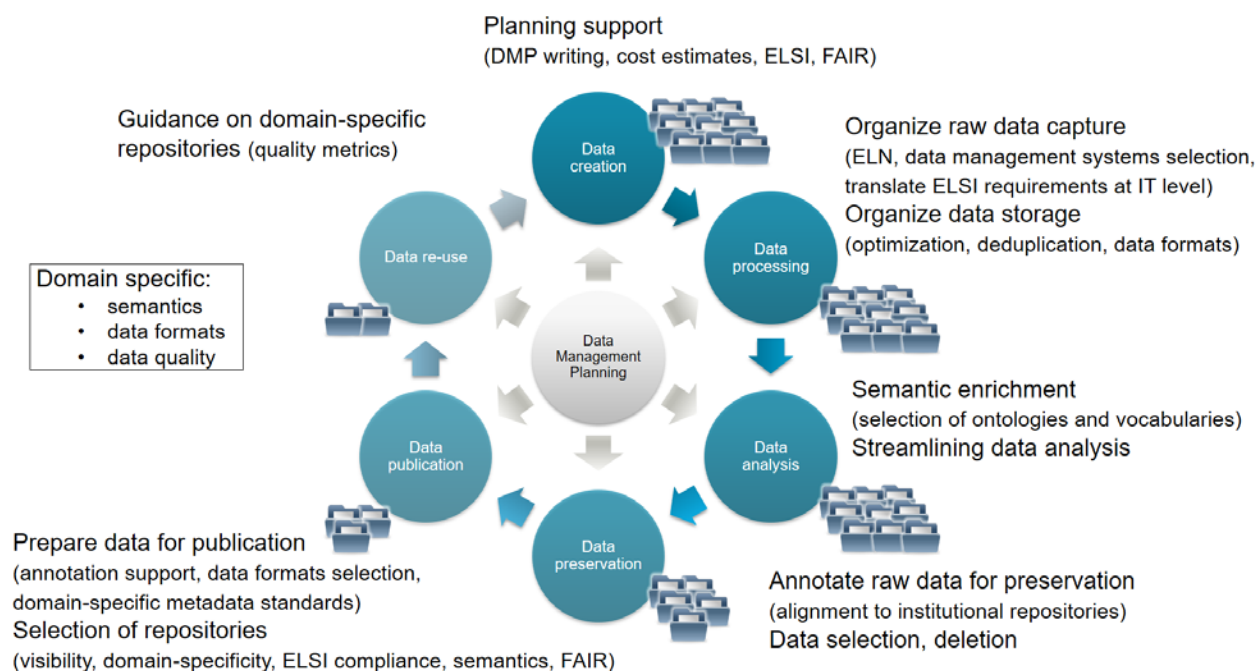 Planning support
(DMP writing, cost estimates, ELSI, FAIR)
Guidance on domain-specific
repositories (quality metrics)
Data
creation
Organize raw data capture
(ELN, data management systems selection,
translate ELSI requirements at IT level)
Organize data storage
(optimization, deduplication, data formats)
Data re-use
Data
processing
Domain specific:
• semantics
• data formats
• data quality
Data
Management
Planning
Semantic enrichment
(selection of ontologies and vocabularies)
Streamlining data analysis
Data
publication
Data
analysis
Prepare data for publication
(annotation support, data formats selection,
domain-specific metadata standards)
Selection of repositories
(visibility, domain-specificity, ELSI compliance, semantics, FAIR)
Data
preservation
Annotate raw data for preservation
(alignment to institutional repositories)
Data selection, deletion